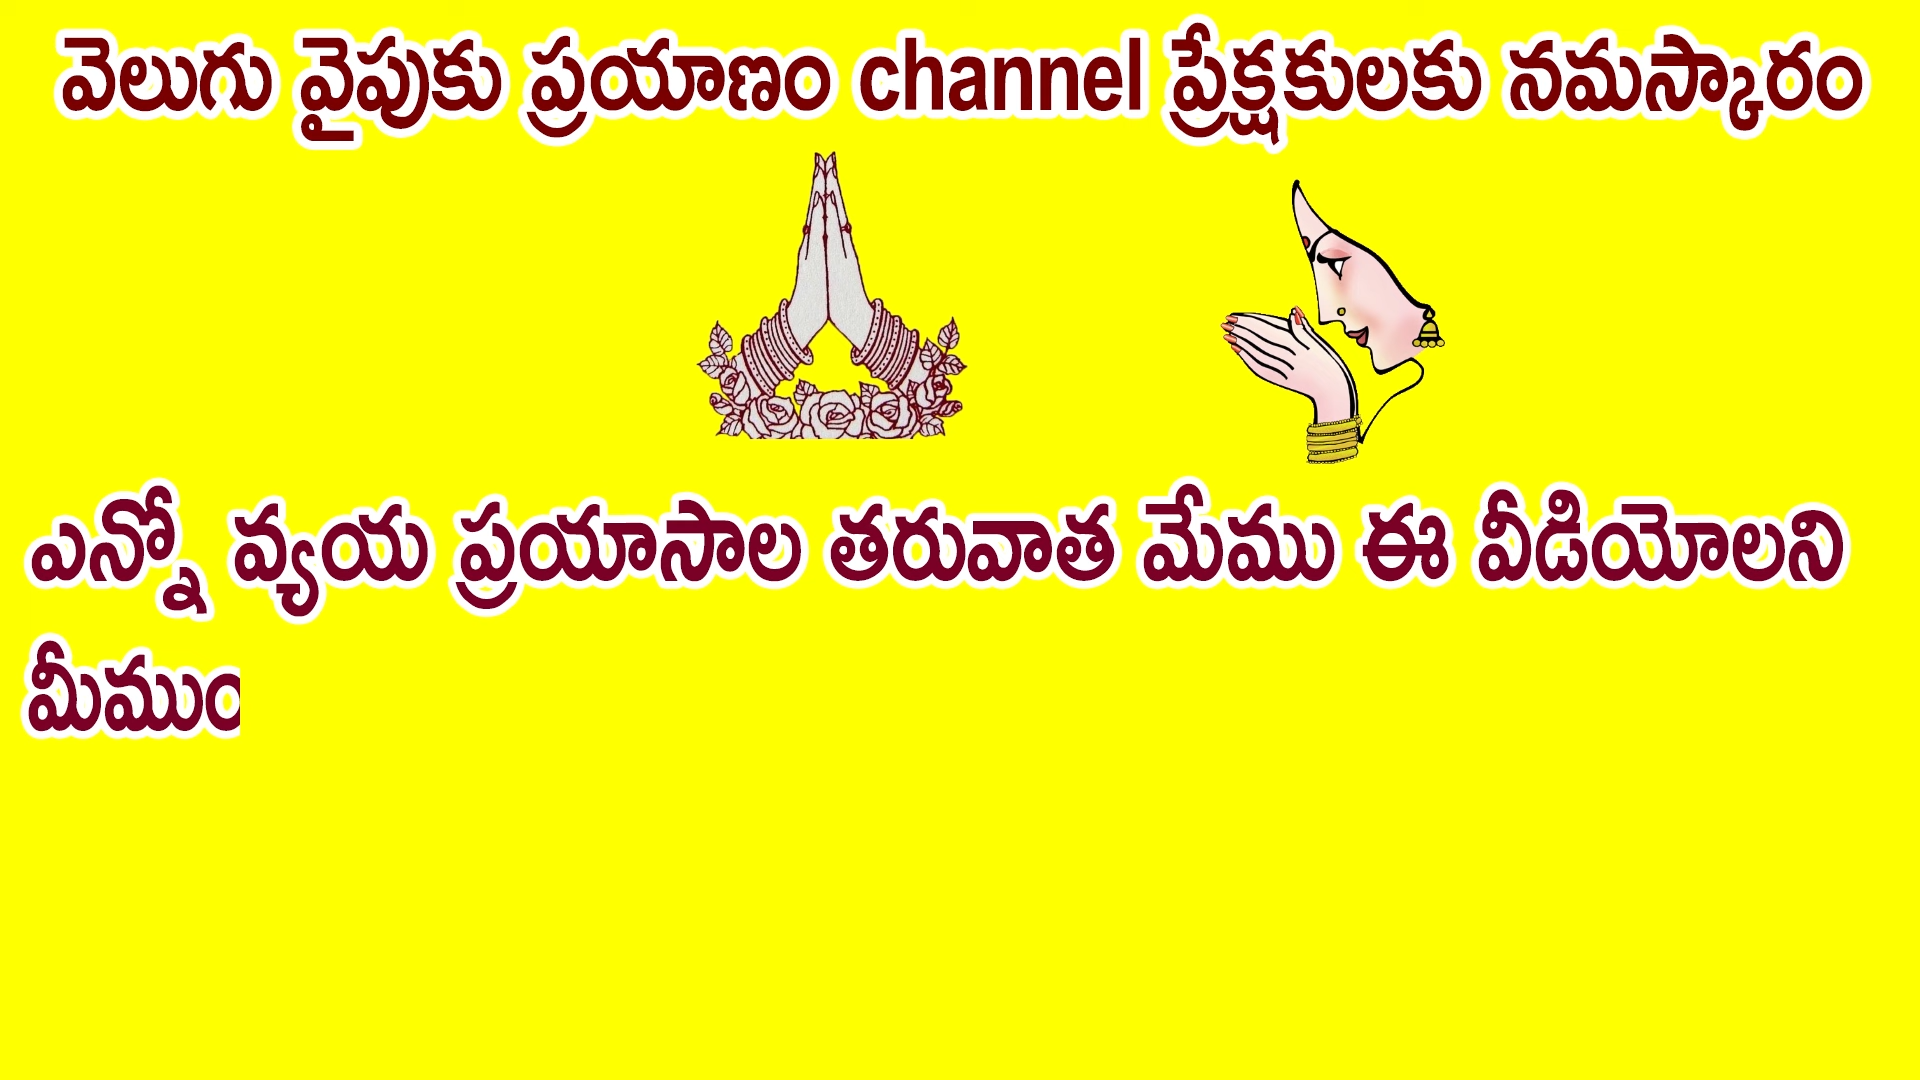 వెలుగు వైపుకు ప్రయాణం channel ప్రేక్షకులకు నమస్కారం
ఎన్నో వ్యయ ప్రయాసాల తరువాత మేము ఈ వీడియోలని
మీముం